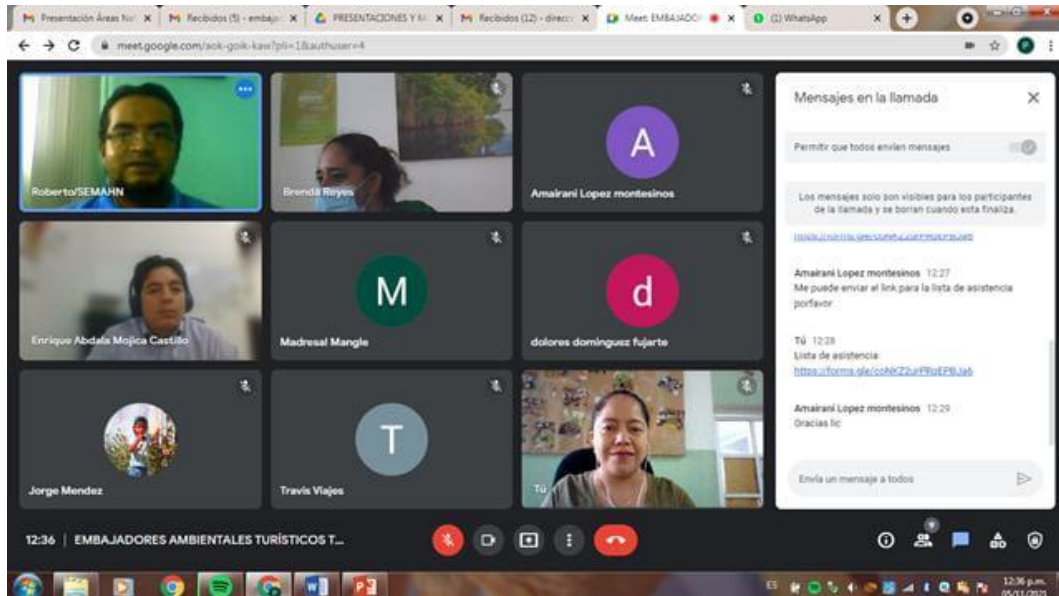 Presentación Áreas Nat
Recibidos (5) - embaja
PRESENTACIONES Y M
Recibidos (12) - direcc
Meet: EMBAJADO
(1) WhatsApp
meet.google.com/aok-goik-kaw?pli=1&authuser=4
Roberto/SEMAHN
Brenda Reyes
A
Amairani Lopez montesinos
Enrique Abdala Mojica Castillo
M
Madresal Mangle
d
dolores dominguez fujarte
Jorge Mendez
T
Travis Viajes
Tú
Mensajes en la llamada
Permitir que todos envíen mensajes
Los mensajes solo son visibles para los participantes
de la llamada y se borran cuando esta finaliza.
Amairani Lopez montesinos 12:27
Me puede enviar el link para la lista de asistencia
porfavor
Tú 12:28
Lista de asistencia
Amairani Lopez montesinos 12:29
Gracias lic
Envía un mensaje a todos
12:36 | EMBAJADORES AMBIENTALES TURÍSTICOS T...
9
ES
12:36 p.m.
05/11/2021